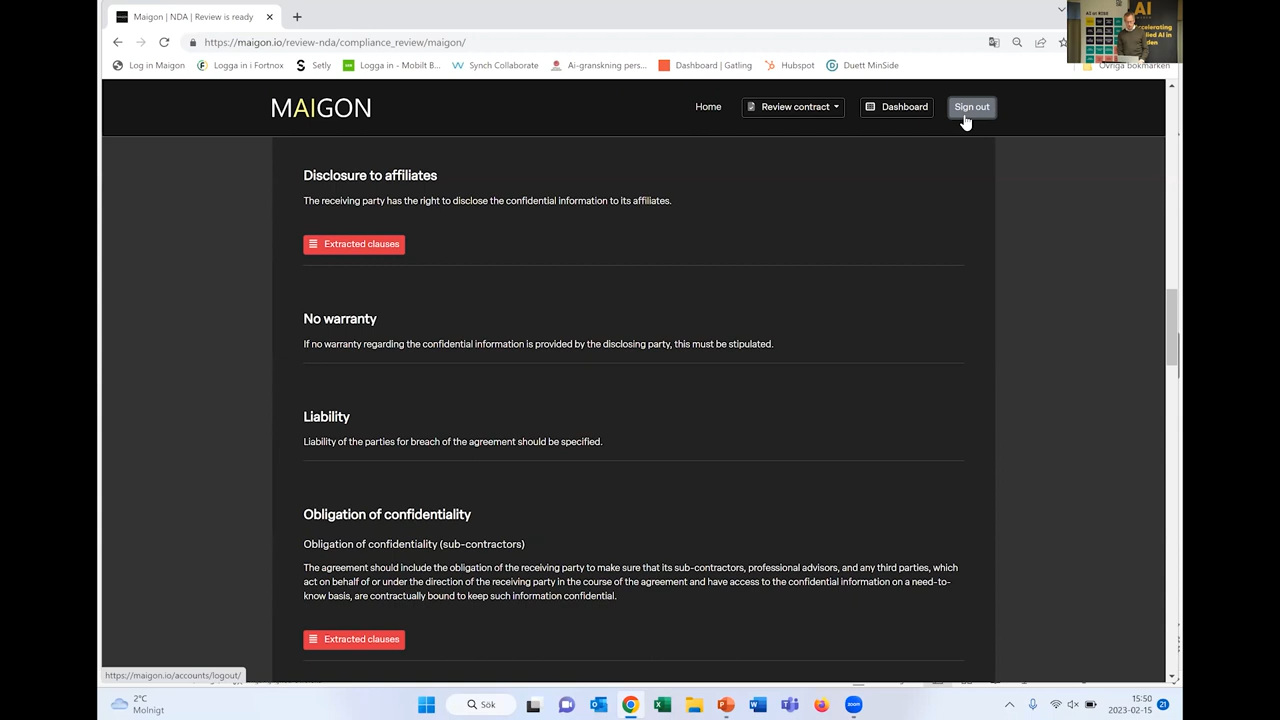 Maigon | NDA | Review is ready
https://maigon.io/review-nda/compliance_review/maigon/
Log in Maigon
Logga in i Fortnox
Setly
Logga in - Mobilt B...
Synch Collaborate
Ai-granskning pers...
Dashboard | Gatling
Hubspot
Duett MinSide
Övriga bokmärken
AI
MAIGON
Home
Review contract
Dashboard
Sign out
Disclosure to affiliates
The receiving party has the right to disclose the confidential information to its affiliates.
Extracted clauses
No warranty
If no warranty regarding the confidential information is provided by the disclosing party, this must be stipulated.
Liability
Liability of the parties for breach of the agreement should be specified.
Obligation of confidentiality
Obligation of confidentiality (sub-contractors)
The agreement should include the obligation of the receiving party to make sure that its sub-contractors, professional advisors, and any third parties, which
act on behalf of or under the direction of the receiving party in the course of the agreement and have access to the confidential information on a need-to-
know basis, are contractually bound to keep such information confidential.
Extracted clauses
https://maigon.io/accounts/logout/
2°C
Molnigt
Sök
zoom
15:50
2023-02-15
21